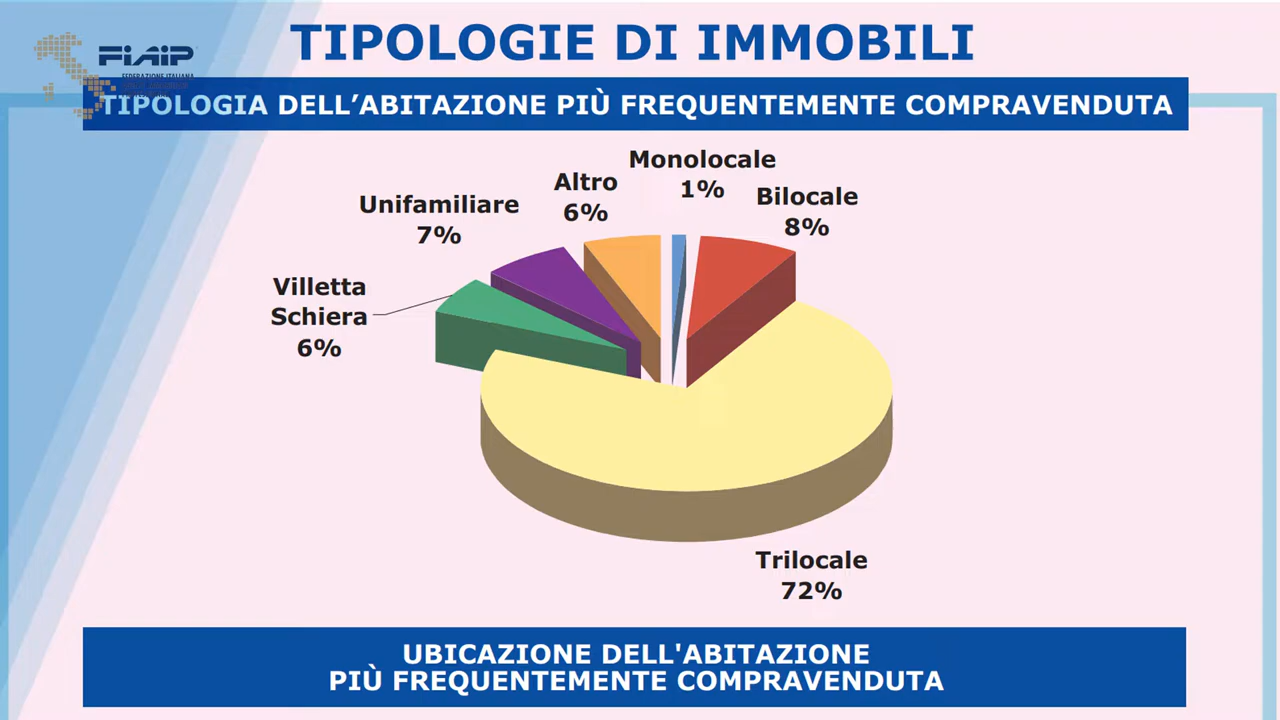 TIPOLOGIE DI IMMOBILI
FiAiP
FEDERAZIONE ITALIANA
TIPOLOGIA DELL’ABITAZIONE PIÙ FREQUENTEMENTE COMPRAVENDUTA
Monolocale
1%
Altro
6%
Bilocale
8%
Unifamiliare
7%
Villetta
Schiera
6%
Trilocale
72%
UBICAZIONE DELL'ABITAZIONE
PIÙ FREQUENTEMENTE COMPRAVENDUTA